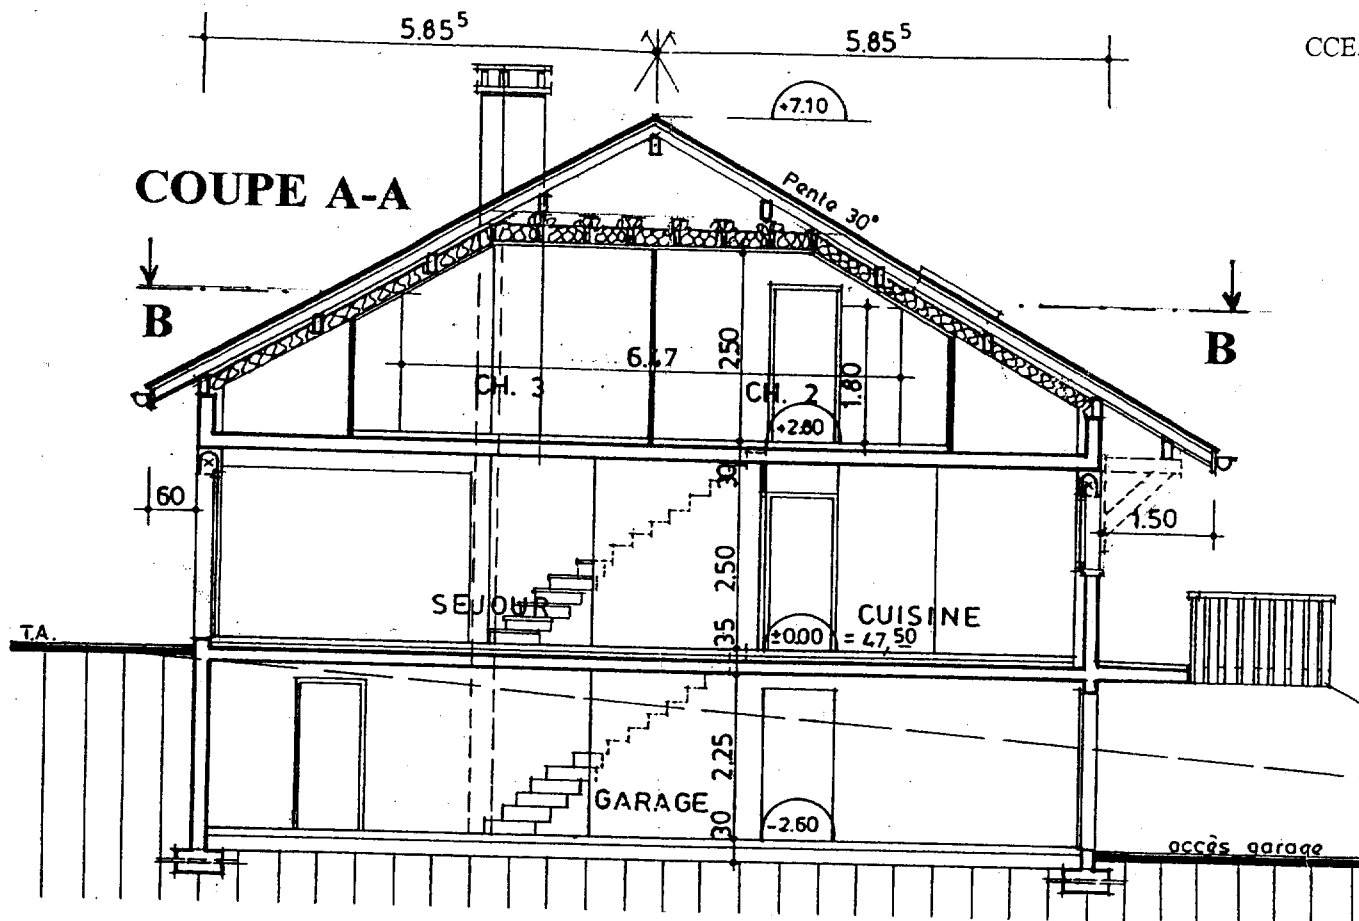 5.85⁵
5.85⁵
CCE
+7.10
COUPE A-A
Pente 30°
B
B
6.47
2.50
1.80
CH. 3
CH. 2
+2.80
30
60
1.50
2.50
SEJOUR
CUISINE
T.A.
35
±0.00 = 47,50
2.25
GARAGE
30
-2.60
accès garage